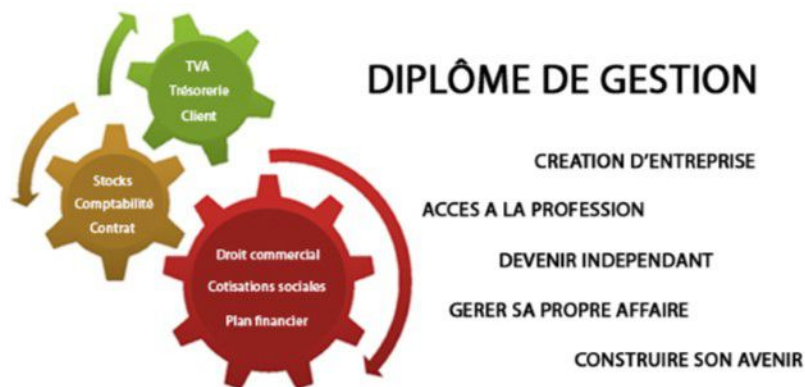 TVA
Trésorerie
Client
Stocks
Comptabilité
Contrat
Droit commercial
Cotisations sociales
Plan financier
DIPLÔME DE GESTION
CREATION D'ENTREPRISE
ACCES A LA PROFESSION
DEVENIR INDEPENDANT
GERER SA PROPRE AFFAIRE
CONSTRUIRE SON AVENIR